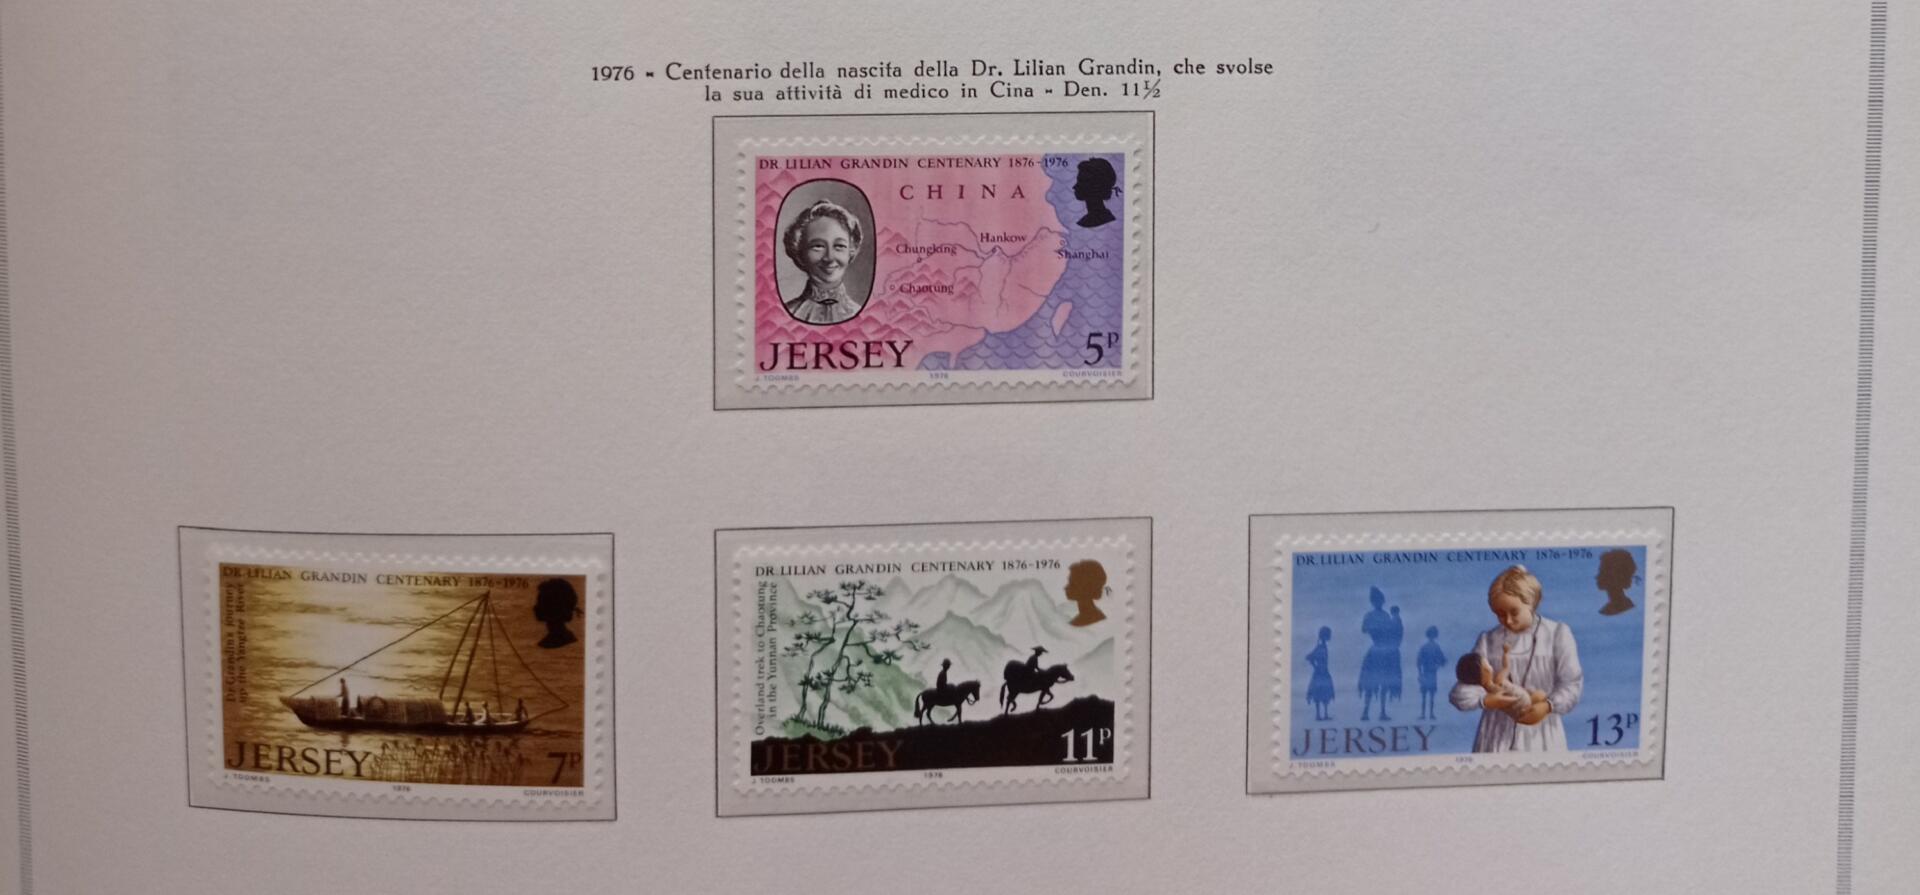 1976 - Centenario della nascita della Dr. Lilian Grandin, che svolse
la sua attività di medico in Cina - Den. 11½
DR. LILIAN GRANDIN CENTENARY 1876-1976
CHINA
Hankow
Chungking
Shanghai
Chaotung
JERSEY
5P
J. TOOMBS
1976
COURVOISIER
DR. LILIAN GRANDIN CENTENARY 1876-1976
Dr Grandin's journey
up the Yangtze River
JERSEY
7P
J. TOOMBS
1976
COURVOISIER
DR. LILIAN GRANDIN CENTENARY 1876-1976
Overland trek to Chaotung
in the Yunnan Province
JERSEY
11P
J. TOOMBS
1976
COURVOISIER
DR. LILIAN GRANDIN CENTENARY 1876-1976
JERSEY
13P
J. TOOMBS
1976
COURVOISIER